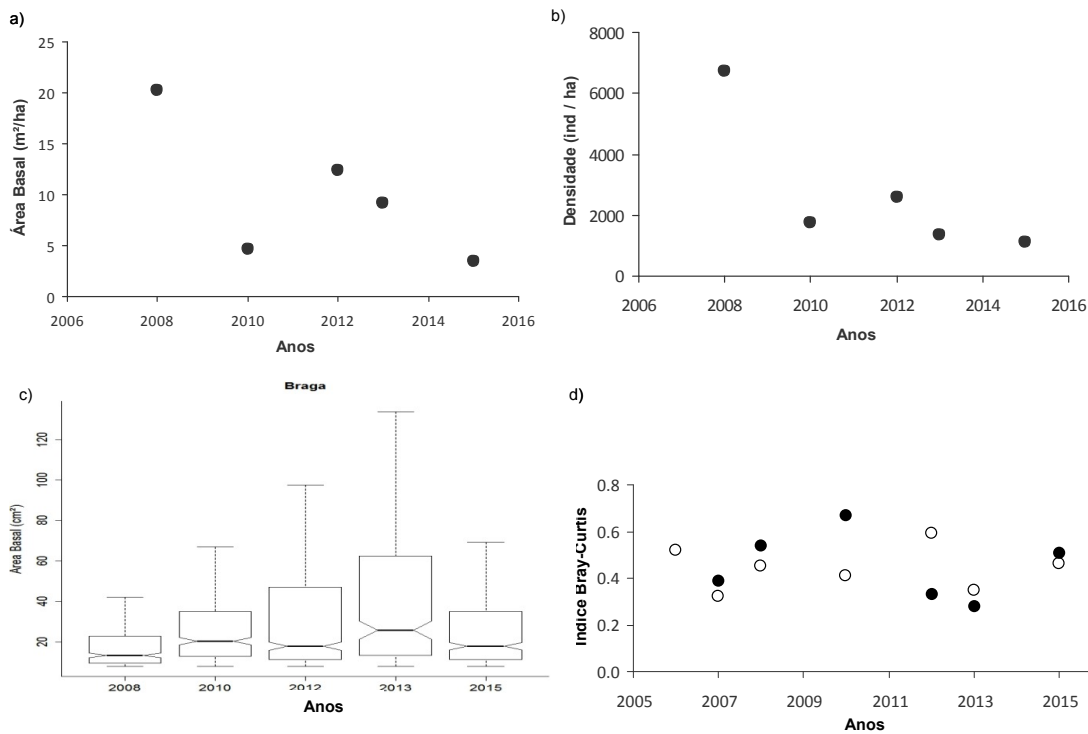 a)
Área Basal (m²/ha)
25
20
15
10
5
0
2006 2008 2010 2012 2014 2016
Anos
b)
Densidade (ind / ha)
8000
6000
4000
2000
0
2006 2008 2010 2012 2014 2016
Anos
c)
Braga
Area Basal (cm²)
120
100
80
60
40
20
2008 2010 2012 2013 2015
Anos
d)
Indice Bray-Curtis
0.8
0.6
0.4
0.2
0.0
2005 2007 2009 2011 2013 2015
Anos